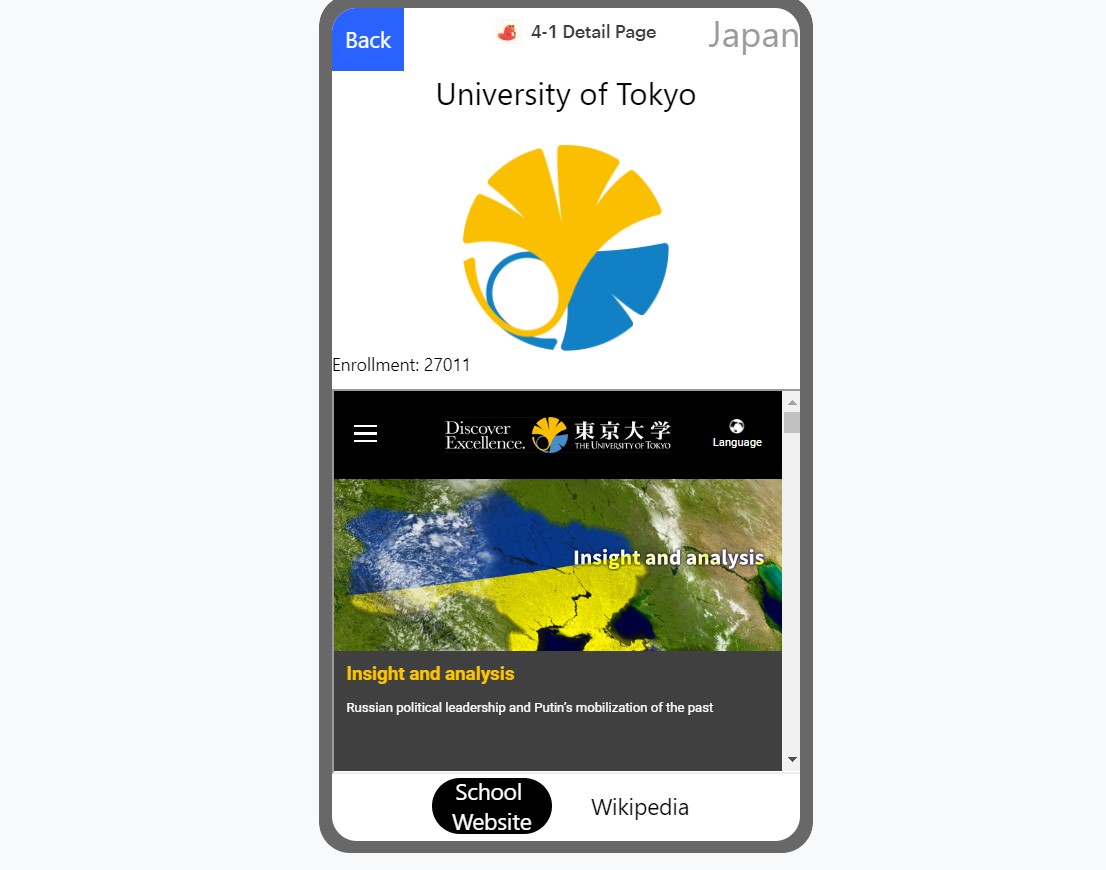 Back
4-1 Detail Page
Japan
University of Tokyo
Enrollment: 27011
Discover
Excellence.
東京大学
THE UNIVERSITY OF TOKYO
Language
Insight and analysis
Insight and analysis
Russian political leadership and Putin’s mobilization of the past
School
Website
Wikipedia